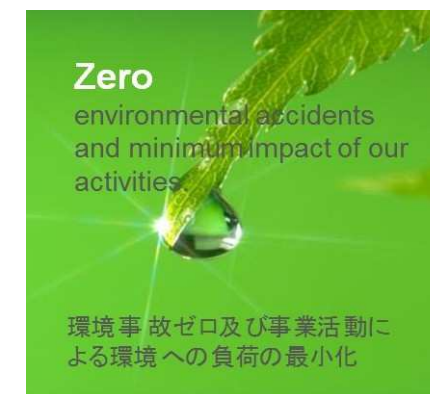 Zero
environmental accidents
and minimum impact of our
activities.
環境事故ゼロ及び事業活動に
よる環境への負荷の最小化